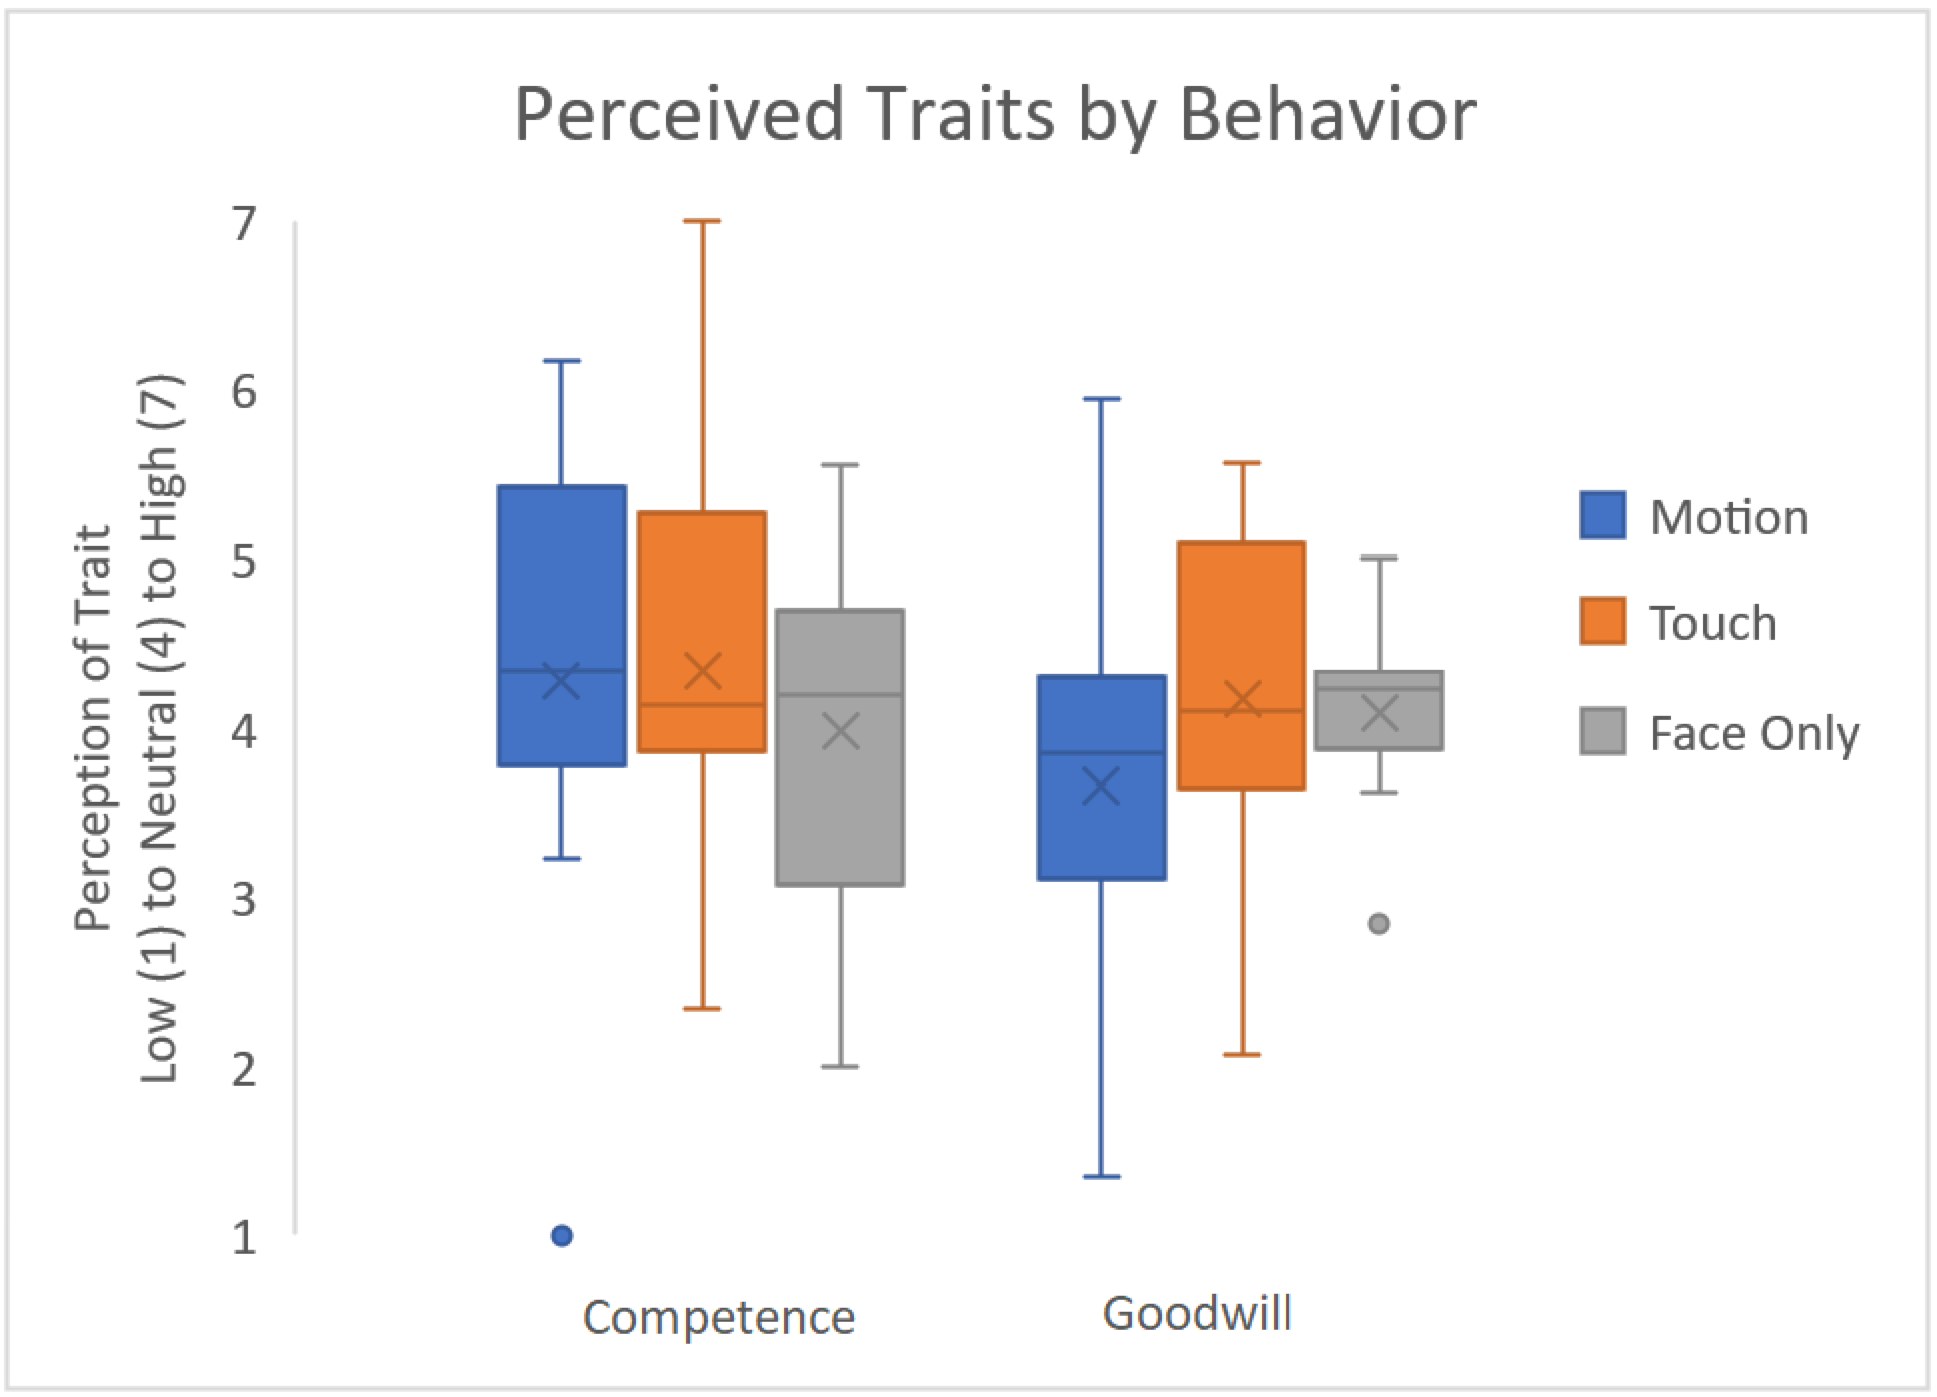 Perceived Traits by Behavior
Perception of Trait
Low (1) to Neutral (4) to High (7)
7
6
5
4
3
2
1
Competence
Goodwill
Motion
Touch
Face Only